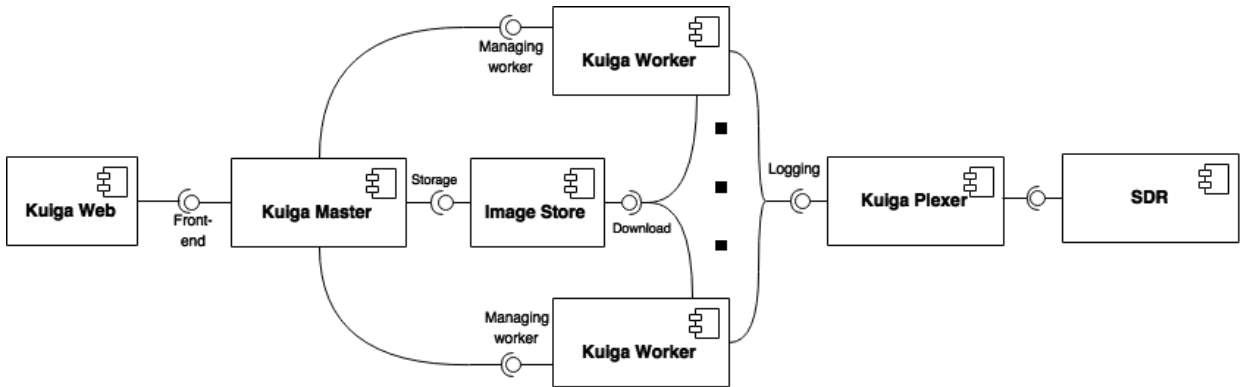 Managing
worker
Kuiga Worker
Kuiga Web
Front-
end
Kuiga Master
Storage
Image Store
Download
Logging
Kuiga Plexer
SDR
Managing
worker
Kuiga Worker